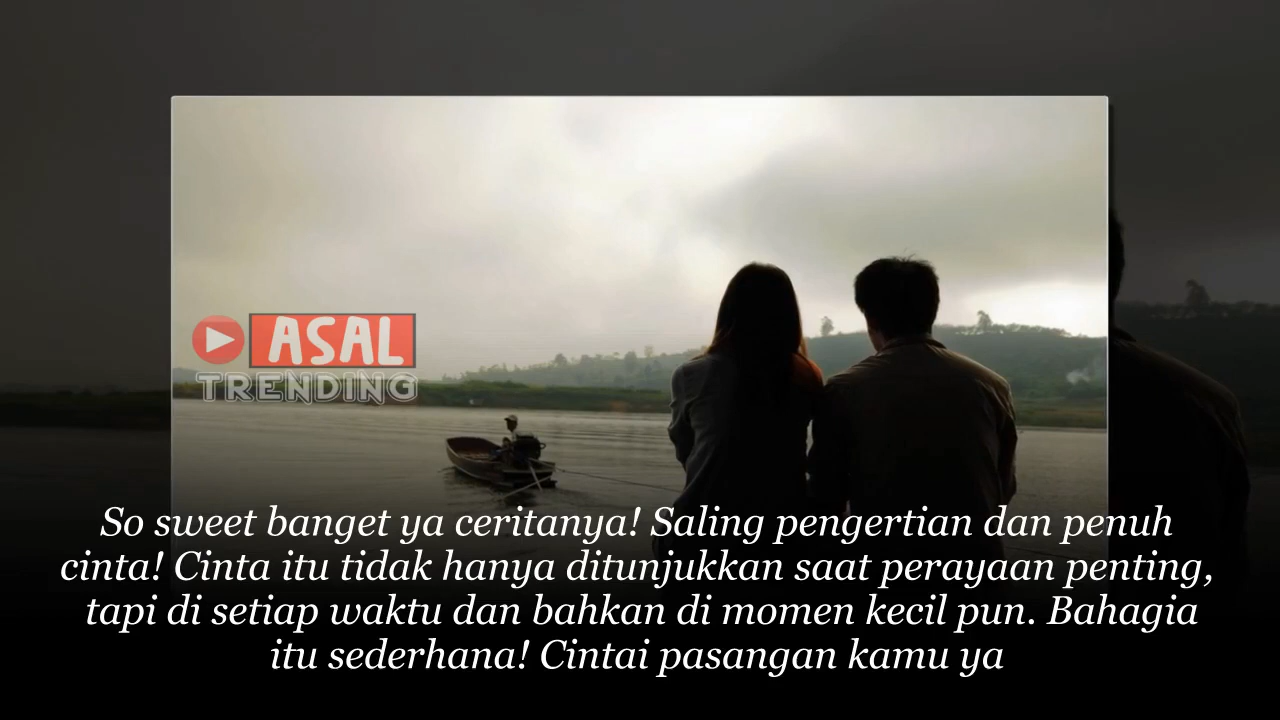 ASAL
TRENDING
So sweet banget ya ceritanya! Saling pengertian dan penuh
cinta! Cinta itu tidak hanya ditunjukkan saat perayaan penting,
tapi di setiap waktu dan bahkan di momen kecil pun. Bahagia
itu sederhana! Cintai pasangan kamu ya